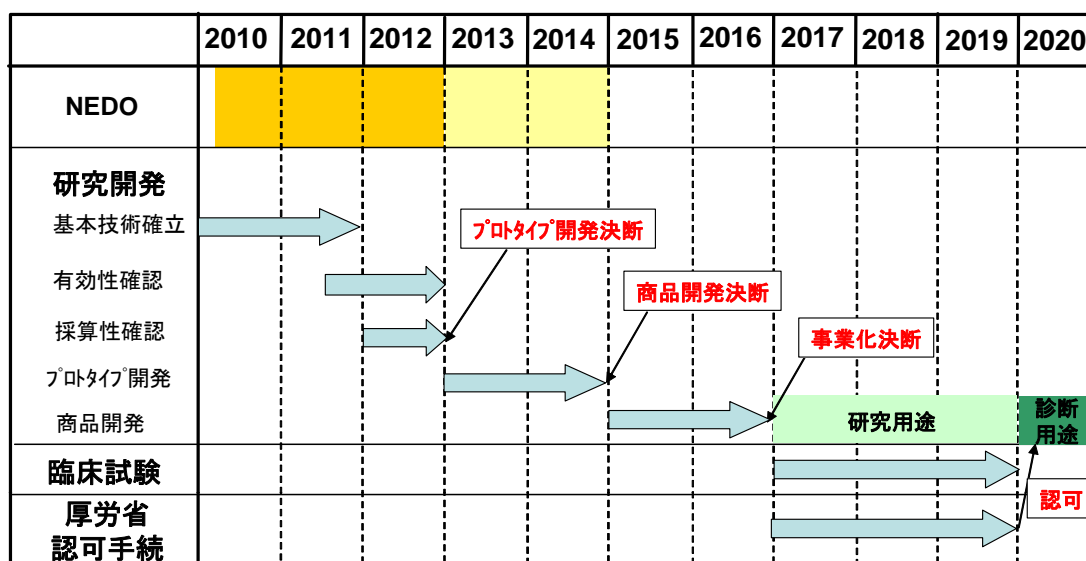 2010 2011 2012 2013 2014 2015 2016 2017 2018 2019 2020
NEDO
研究開発
基本技術確立
ﾌﾟﾛﾄﾀｲﾌﾟ開発決断
有効性確認
商品開発決断
採算性確認
事業化決断
ﾌﾟﾛﾄﾀｲﾌﾟ開発
商品開発
研究用途
診断
用途
臨床試験
認可
厚労省
認可手続